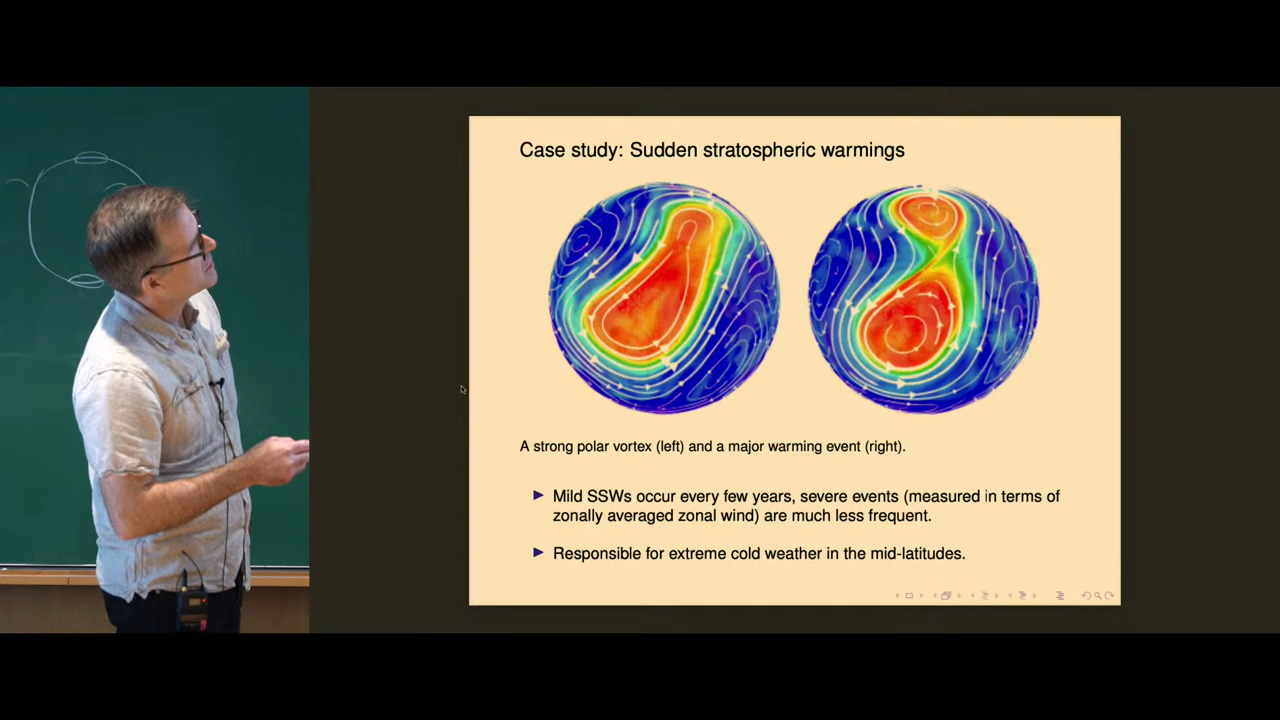 Case study: Sudden stratospheric warmings
A strong polar vortex (left) and a major warming event (right).
Mild SSWs occur every few years, severe events (measured in terms of
zonally averaged zonal wind) are much less frequent.
Responsible for extreme cold weather in the mid-latitudes.